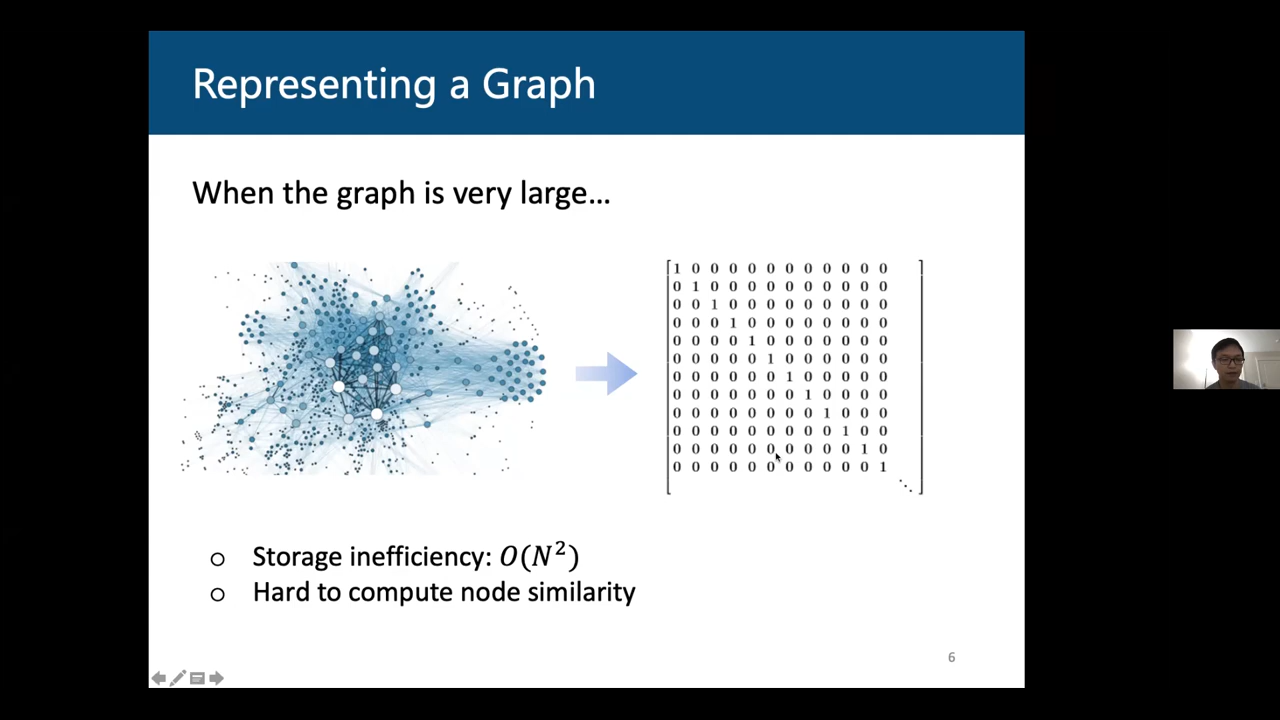 Representing a Graph
When the graph is very large...
1 0 0 0 0 0 0 0 0 0 0 0
0 1 0 0 0 0 0 0 0 0 0 0
0 0 1 0 0 0 0 0 0 0 0 0
0 0 0 1 0 0 0 0 0 0 0 0
0 0 0 0 1 0 0 0 0 0 0 0
0 0 0 0 0 1 0 0 0 0 0 0
0 0 0 0 0 0 1 0 0 0 0 0
0 0 0 0 0 0 0 1 0 0 0 0
0 0 0 0 0 0 0 0 1 0 0 0
0 0 0 0 0 0 0 0 0 1 0 0
0 0 0 0 0 0 0 0 0 0 1 0
0 0 0 0 0 0 0 0 0 0 0 1
⋱
o Storage inefficiency: O(N²)
o Hard to compute node similarity
6